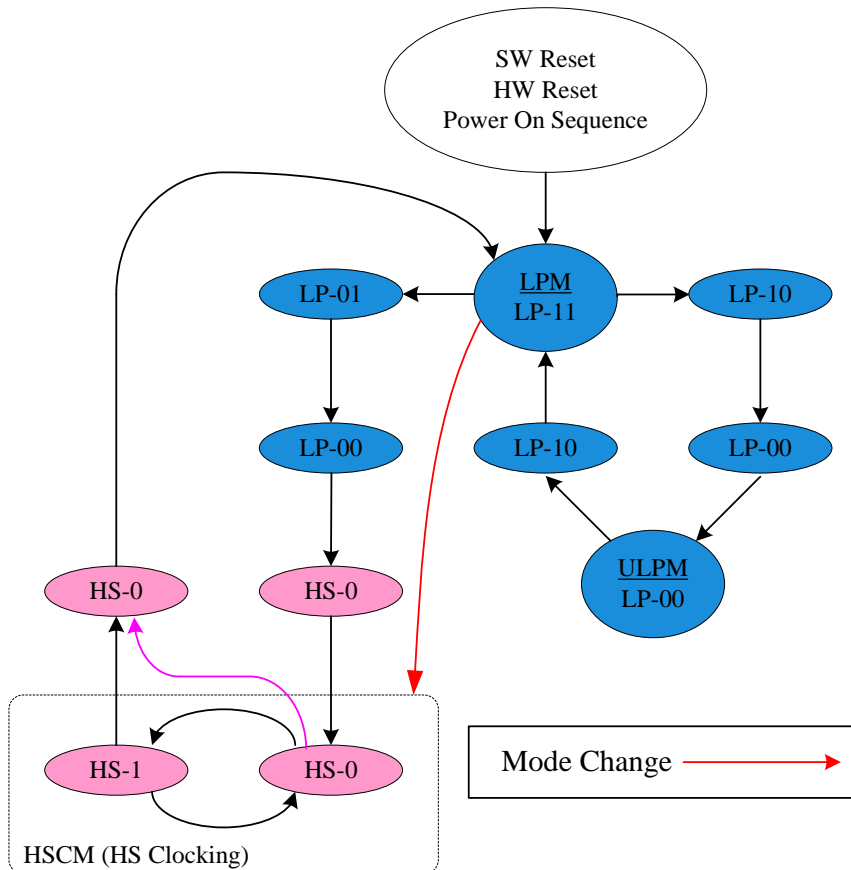 SW Reset
HW Reset
Power On Sequence
LP-01
LPM
LP-11
LP-10
LP-00
LP-10
LP-00
ULPM
LP-00
HS-0
HS-0
HS-1
HS-0
Mode Change
HSCM (HS Clocking)